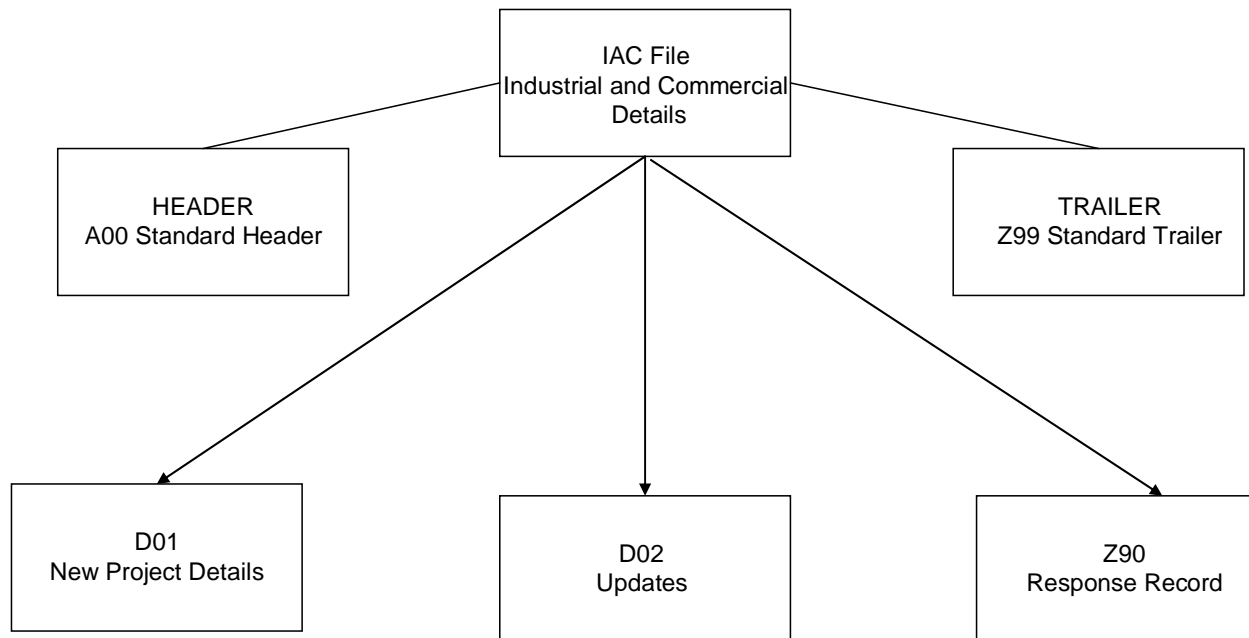 IAC File
Industrial and Commercial
Details
HEADER
A00 Standard Header
TRAILER
Z99 Standard Trailer
D01
New Project Details
D02
Updates
Z90
Response Record